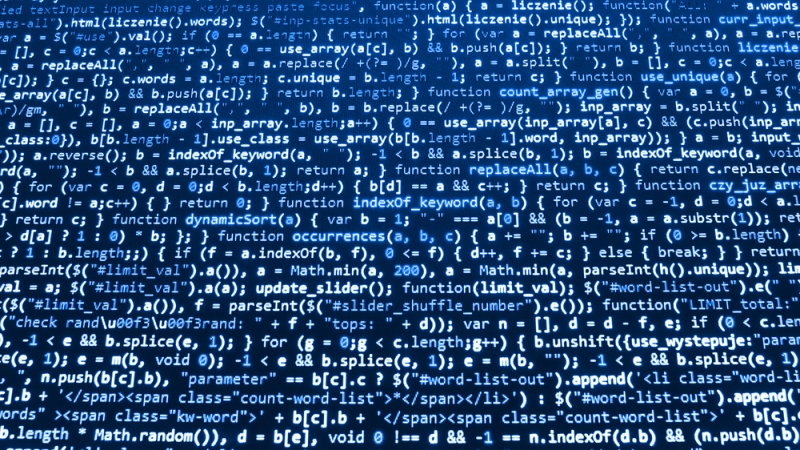 input change keypress paste focus", function(a) { a = liczenie(); function("ALL: " + a.words
).html(liczenie().words); $("#inp-stats-unique").html(liczenie().unique); }); function curr_input_
a = $("#use").val(); if (0 == a.length) { return ""; } for (var a = replaceAll(",", " ", a), a = a.repl
= [], c = 0;c < a.length;c++) { 0 == use_array(a[c], b) && b.push(a[c]); } return b; } function liczenie
a = replaceAll(",", " ", a), a = a.replace(/ +(?= )/g, ""), a = a.split(" "), b = [], c = 0;c < a.leng
c]); } c = {}; c.words = a.length; c.unique = b.length - 1; return c; } function use_unique(a) { for
e_array(a[c], b) && b.push(a[c]); } return b.length; } function count_array_gen() { var a = 0, b = $("
r)/gm, " "), b = replaceAll(",", " ", b), b = b.replace(/ +(?= )/g, ""); inp_array = b.split(" "); inp
a = [], c = [], a = 0;a < inp_array.length;a++) { 0 == use_array(inp_array[a], c) && (c.push(inp_arra
_class:0}), b[b.length - 1].use_class = use_array(b[b.length - 1].word, inp_array)); } a = b; input_
)); a.reverse(); b = indexOf_keyword(a, " "); -1 < b && a.splice(b, 1); b = indexOf_keyword(a, void
rd(a, ""); -1 < b && a.splice(b, 1); return a; } function replaceAll(a, b, c) { return c.replace(new
) { for (var c = 0, d = 0;d < b.length;d++) { b[d] == a && c++; } return c; } function czy_juz_arra
[c].word != a;c++) { } return 0; } function indexOf_keyword(a, b) { for (var c = -1, d = 0;d < a.l
} return c; } function dynamicSort(a) { var b = 1; "-" === a[0] && (b = -1, a = a.substr(1)); ret
> d[a] ? 1 : 0) * b; }; } function occurrences(a, b, c) { a += ""; b += ""; if (0 >= b.length)
? 1 : b.length;;) { if (f = a.indexOf(b, f), 0 <= f) { d++, f += c; } else { break; } } return
parseInt($("#limit_val").a()), a = Math.min(a, 200), a = Math.min(a, parseInt(h().unique)); lim
val = a; $("#limit_val").a(a); update_slider(); function(limit_val); $("#word-list-out").e("
$("#limit_val").a()), f = parseInt($("#slider_shuffle_number").e()); function("LIMIT_total:"
("check rand\u00f3\u00f3rand: " + f + "tops: " + d)); var n = [], d = d - f, e; if (0 < c.len
), -1 < e && b.splice(e, 1); } for (g = 0;g < c.length;g++) { b.unshift({use_wystepuje:"param
e, 1); e = m(b, void 0); -1 < e && b.splice(e, 1); e = m(b, ""); -1 < e && b.splice(e, 1)
", n.push(b[c].b), "parameter" == b[c].c ? $("#word-list-out").append('<li class="word-li
].b + '</span><span class="count-word-list">*</span></li>') : $("#word-list-out").append('
words" ><span class="kw-word">' + b[c].b + '</span><span class="count-word-list">' + b[c]
b.length * Math.random()), d = b[e], void 0 !== d && -1 == n.indexOf(d.b) && (n.push(d.b)